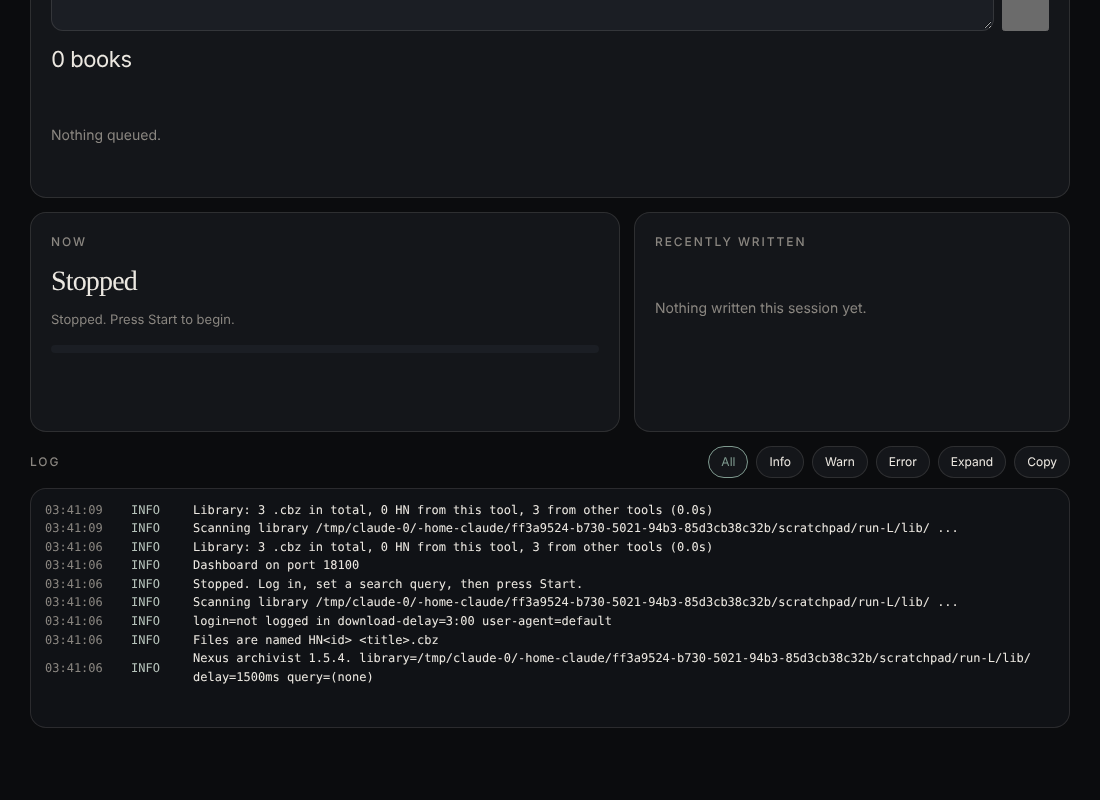 0 books
Nothing queued.
NOW
Stopped
Stopped. Press Start to begin.
RECENTLY WRITTEN
Nothing written this session yet.
LOG
All Info Warn Error Expand Copy
03:41:09 INFO Library: 3 .cbz in total, 0 HN from this tool, 3 from other tools (0.0s)
03:41:09 INFO Scanning library /tmp/claude-0/-home-claude/ff3a9524-b730-5021-94b3-85d3cb38c32b/scratchpad/run-L/lib/ ...
03:41:06 INFO Library: 3 .cbz in total, 0 HN from this tool, 3 from other tools (0.0s)
03:41:06 INFO Dashboard on port 18100
03:41:06 INFO Stopped. Log in, set a search query, then press Start.
03:41:06 INFO Scanning library /tmp/claude-0/-home-claude/ff3a9524-b730-5021-94b3-85d3cb38c32b/scratchpad/run-L/lib/ ...
03:41:06 INFO login=not logged in download-delay=3:00 user-agent=default
03:41:06 INFO Files are named HN<id> <title>.cbz
03:41:06 INFO Nexus archivist 1.5.4. library=/tmp/claude-0/-home-claude/ff3a9524-b730-5021-94b3-85d3cb38c32b/scratchpad/run-L/lib/
delay=1500ms query=(none)